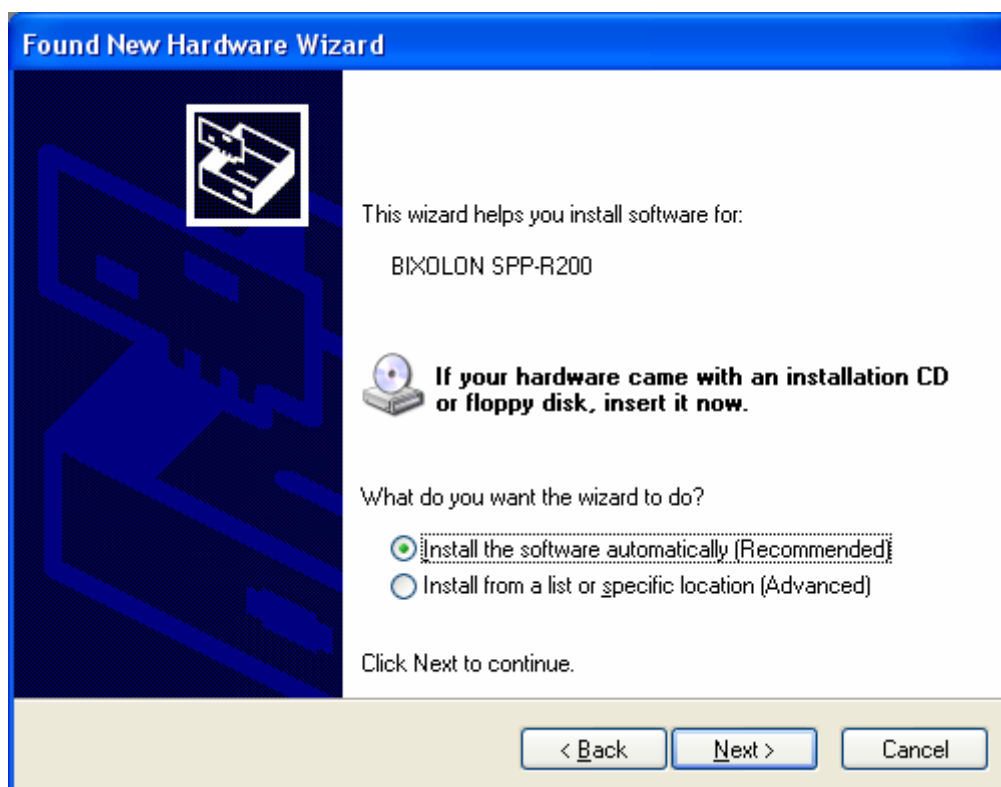 Found New Hardware Wizard
This wizard helps you install software for:
BIXOLON SPP-R200
If your hardware came with an installation CD
or floppy disk, insert it now.
What do you want the wizard to do?
Install the software automatically (Recommended)
Install from a list or specific location (Advanced)
Click Next to continue.
< Back Next > Cancel